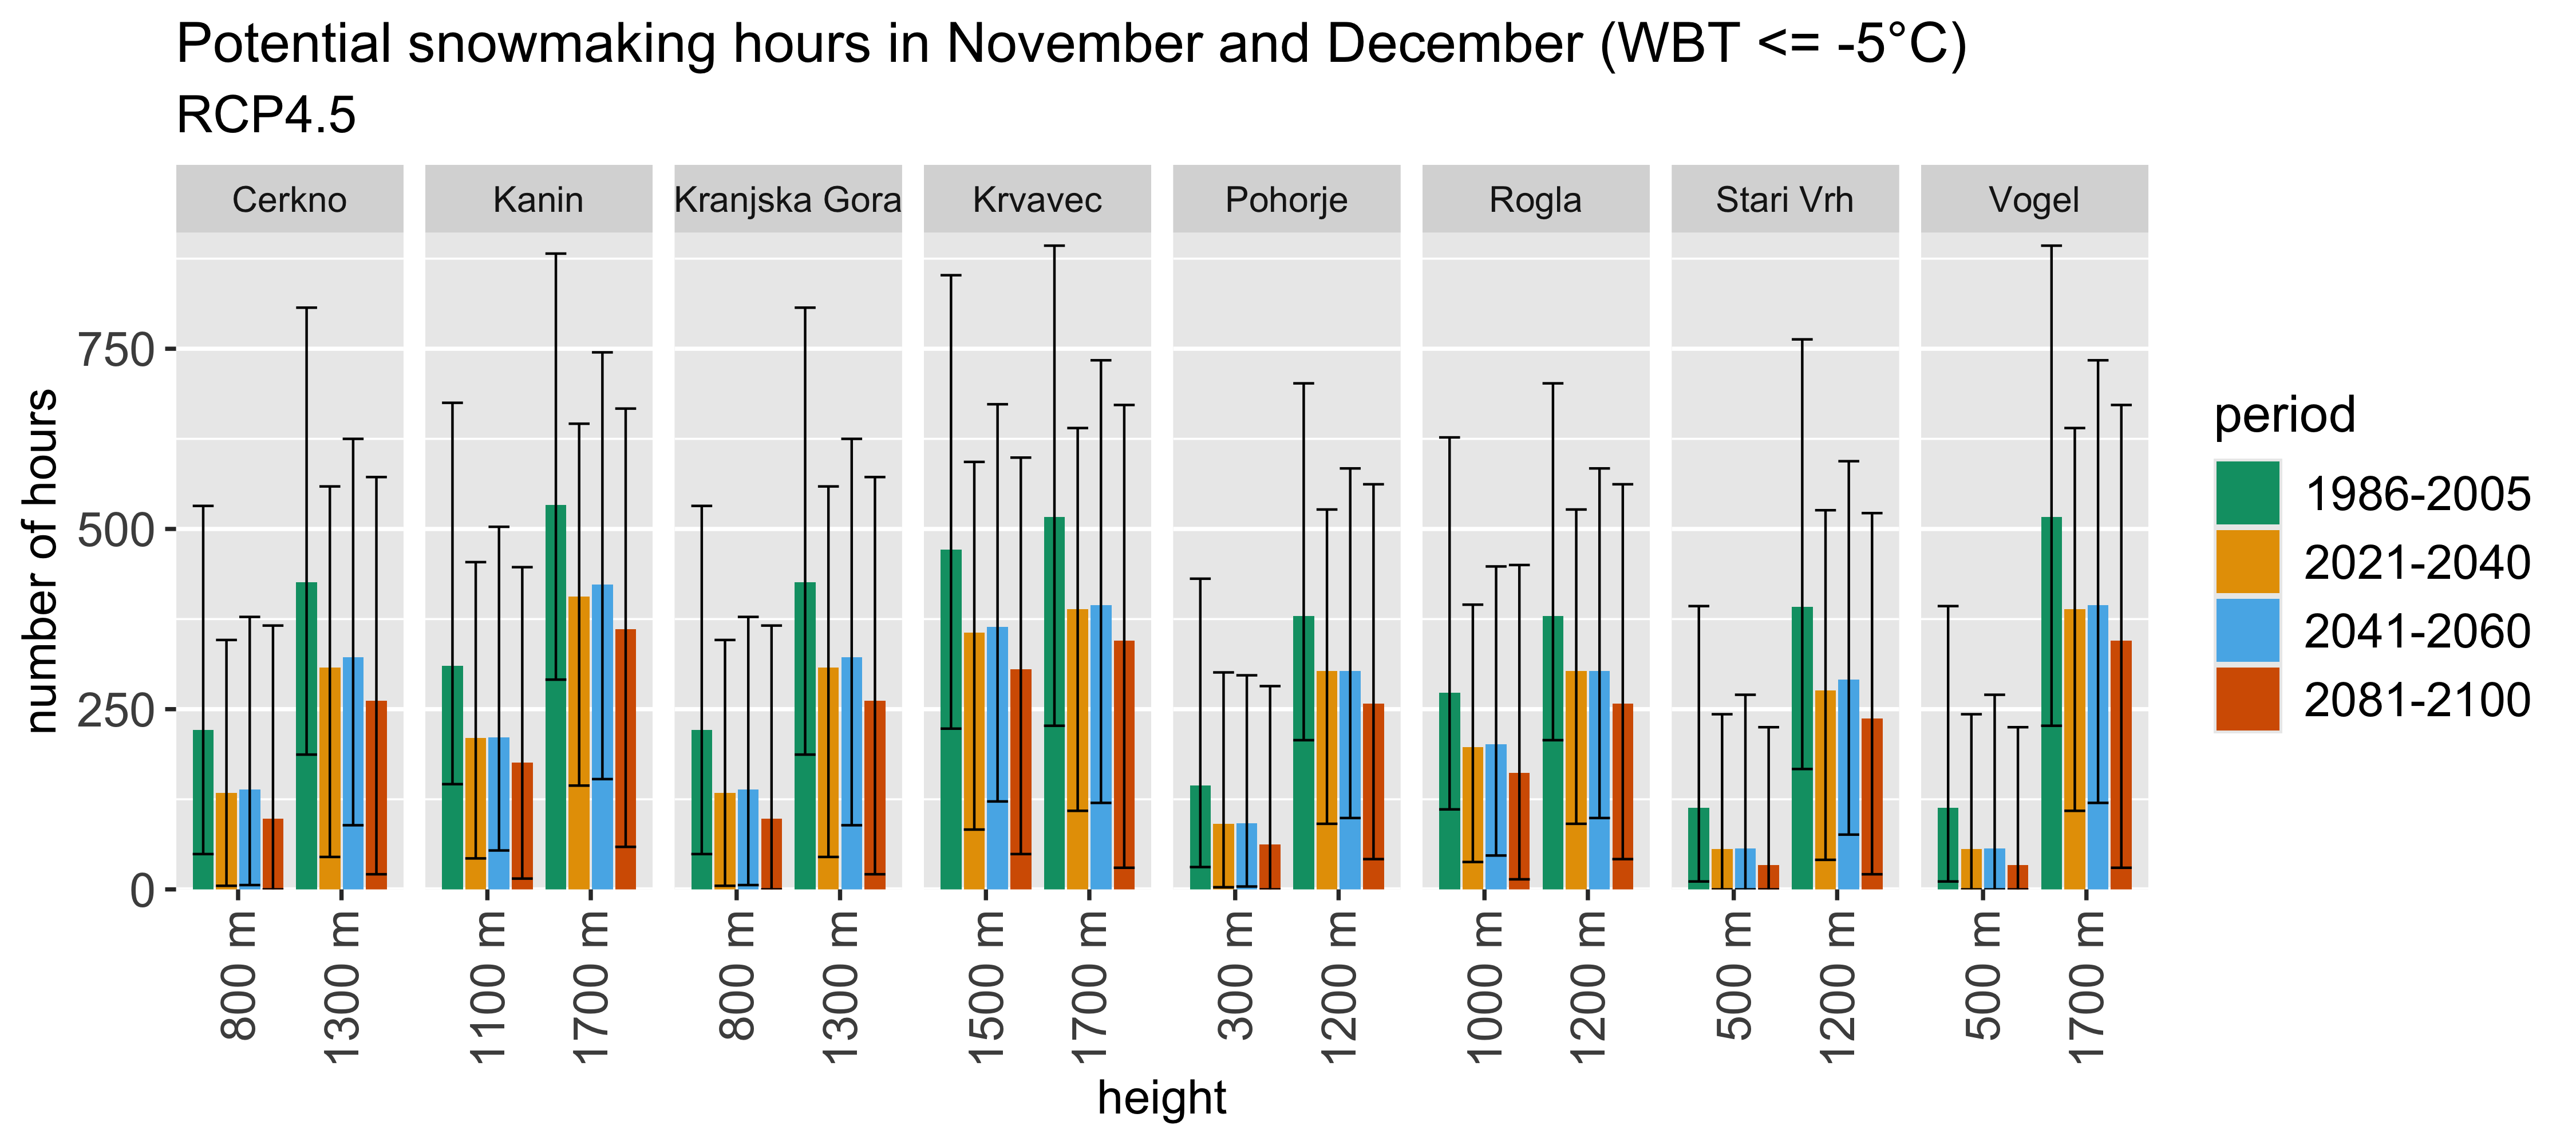 Potential snowmaking hours in November and December (WBT <= -5°C)
RCP4.5
Cerkno
Kanin
Kranjska Gora
Krvavec
Pohorje
Rogla
Stari Vrh
Vogel
number of hours
750
500
250
0
800 m
1300 m
1100 m
1700 m
800 m
1300 m
1500 m
1700 m
300 m
1200 m
1000 m
1200 m
500 m
1200 m
500 m
1700 m
height
period
1986-2005
2021-2040
2041-2060
2081-2100